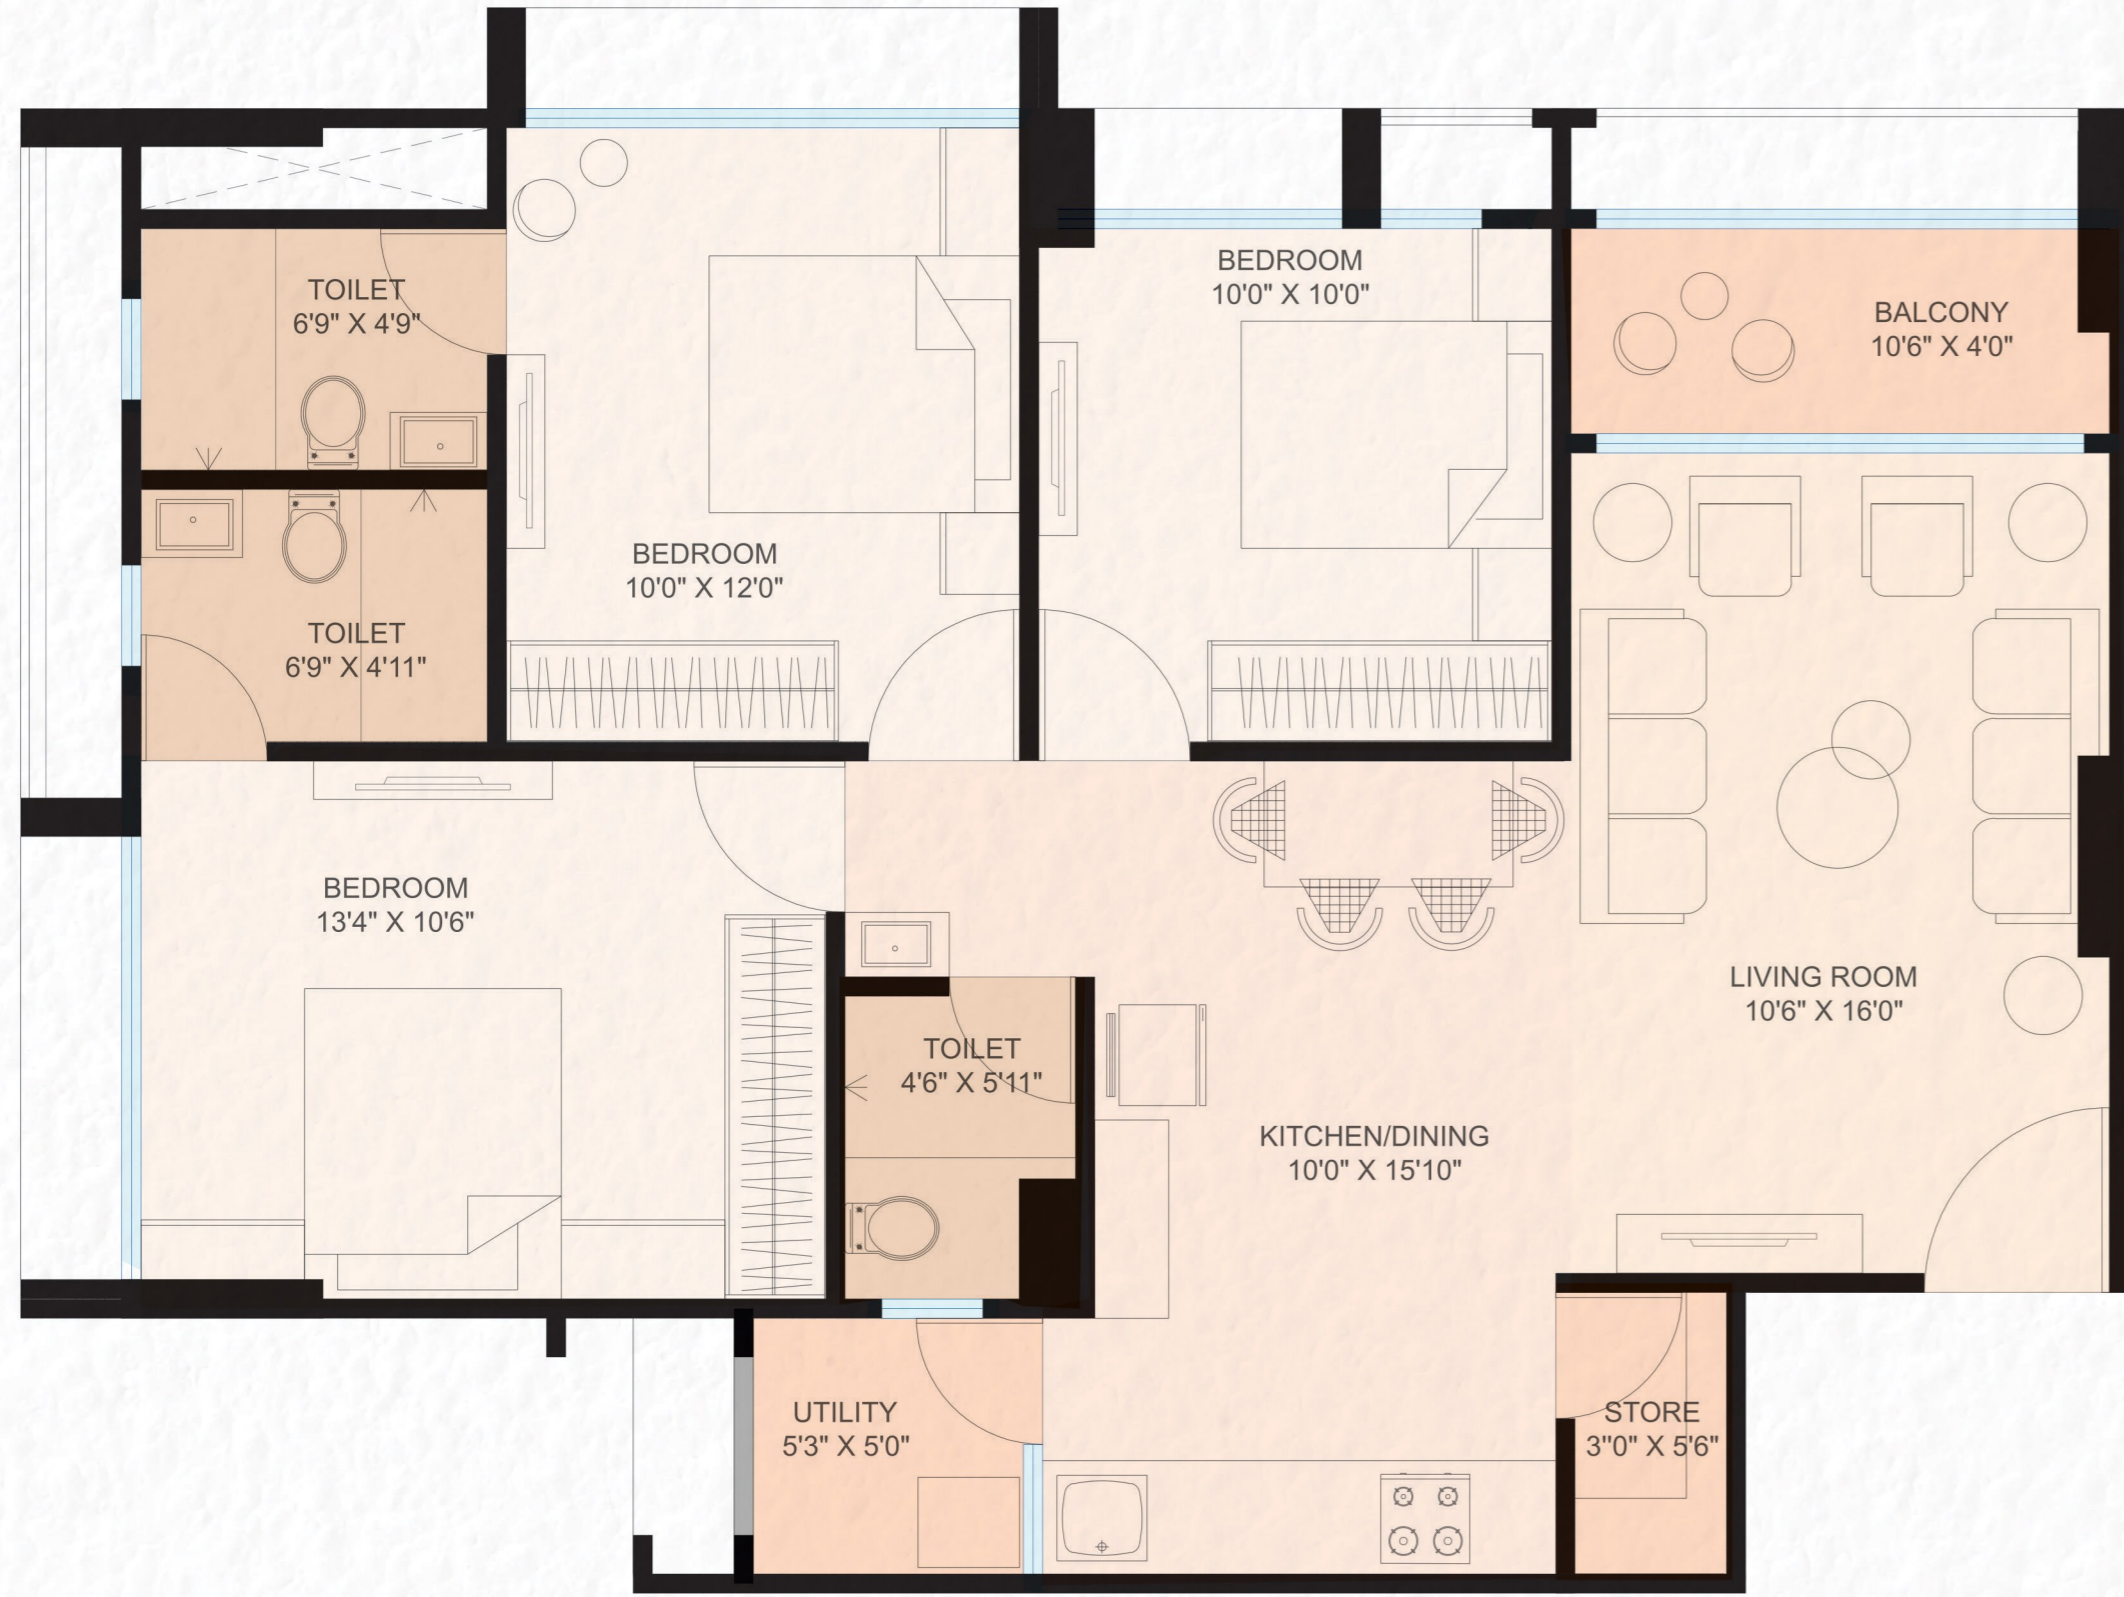 TOILET
6'9" X 4'9"
BEDROOM
10'0" X 12'0"
BEDROOM
10'0" X 10'0"
BALCONY
10'6" X 4'0"
TOILET
6'9" X 4'11"
BEDROOM
13'4" X 10'6"
TOILET
4'6" X 5'11"
KITCHEN/DINING
10'0" X 15'10"
LIVING ROOM
10'6" X 16'0"
UTILITY
5'3" X 5'0"
STORE
3"0" X 5'6"